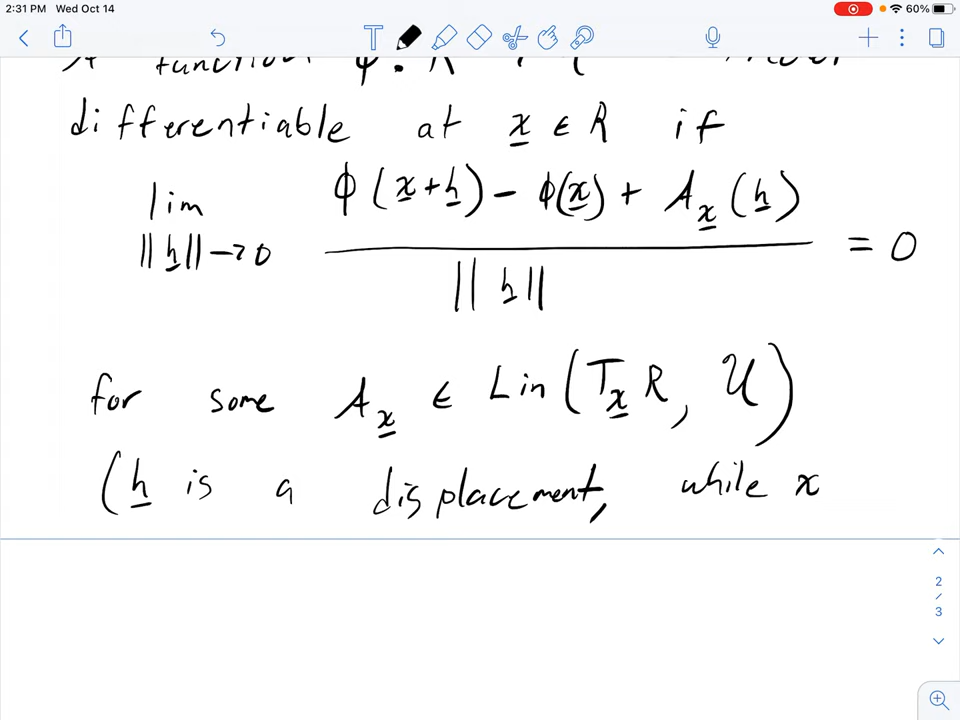 2:31 PM Wed Oct 14
60%
function φ : R
differentiable at x ∈ R if
lim ||h||→0 φ(x+h) − φ(x) + A_x(h) / ||h|| = 0
for some A_x ∈ Lin(T_x R, U)
(h is a displacement, while x
2
/
3